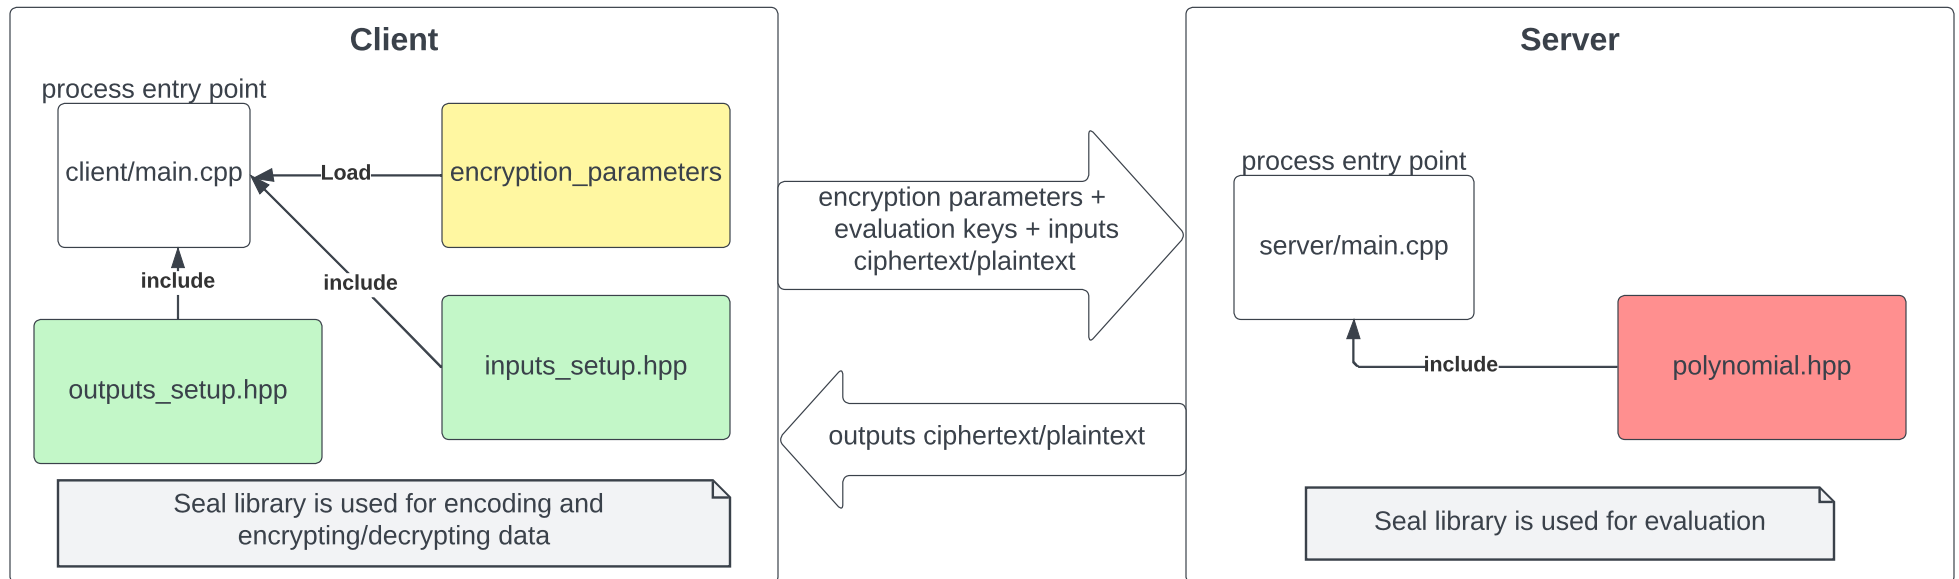 Client
process entry point
client/main.cpp
Load
encryption_parameters
include
include
outputs_setup.hpp
inputs_setup.hpp
Seal library is used for encoding and
encrypting/decrypting data
encryption parameters +
evaluation keys + inputs
ciphertext/plaintext
outputs ciphertext/plaintext
Server
process entry point
server/main.cpp
include
polynomial.hpp
Seal library is used for evaluation